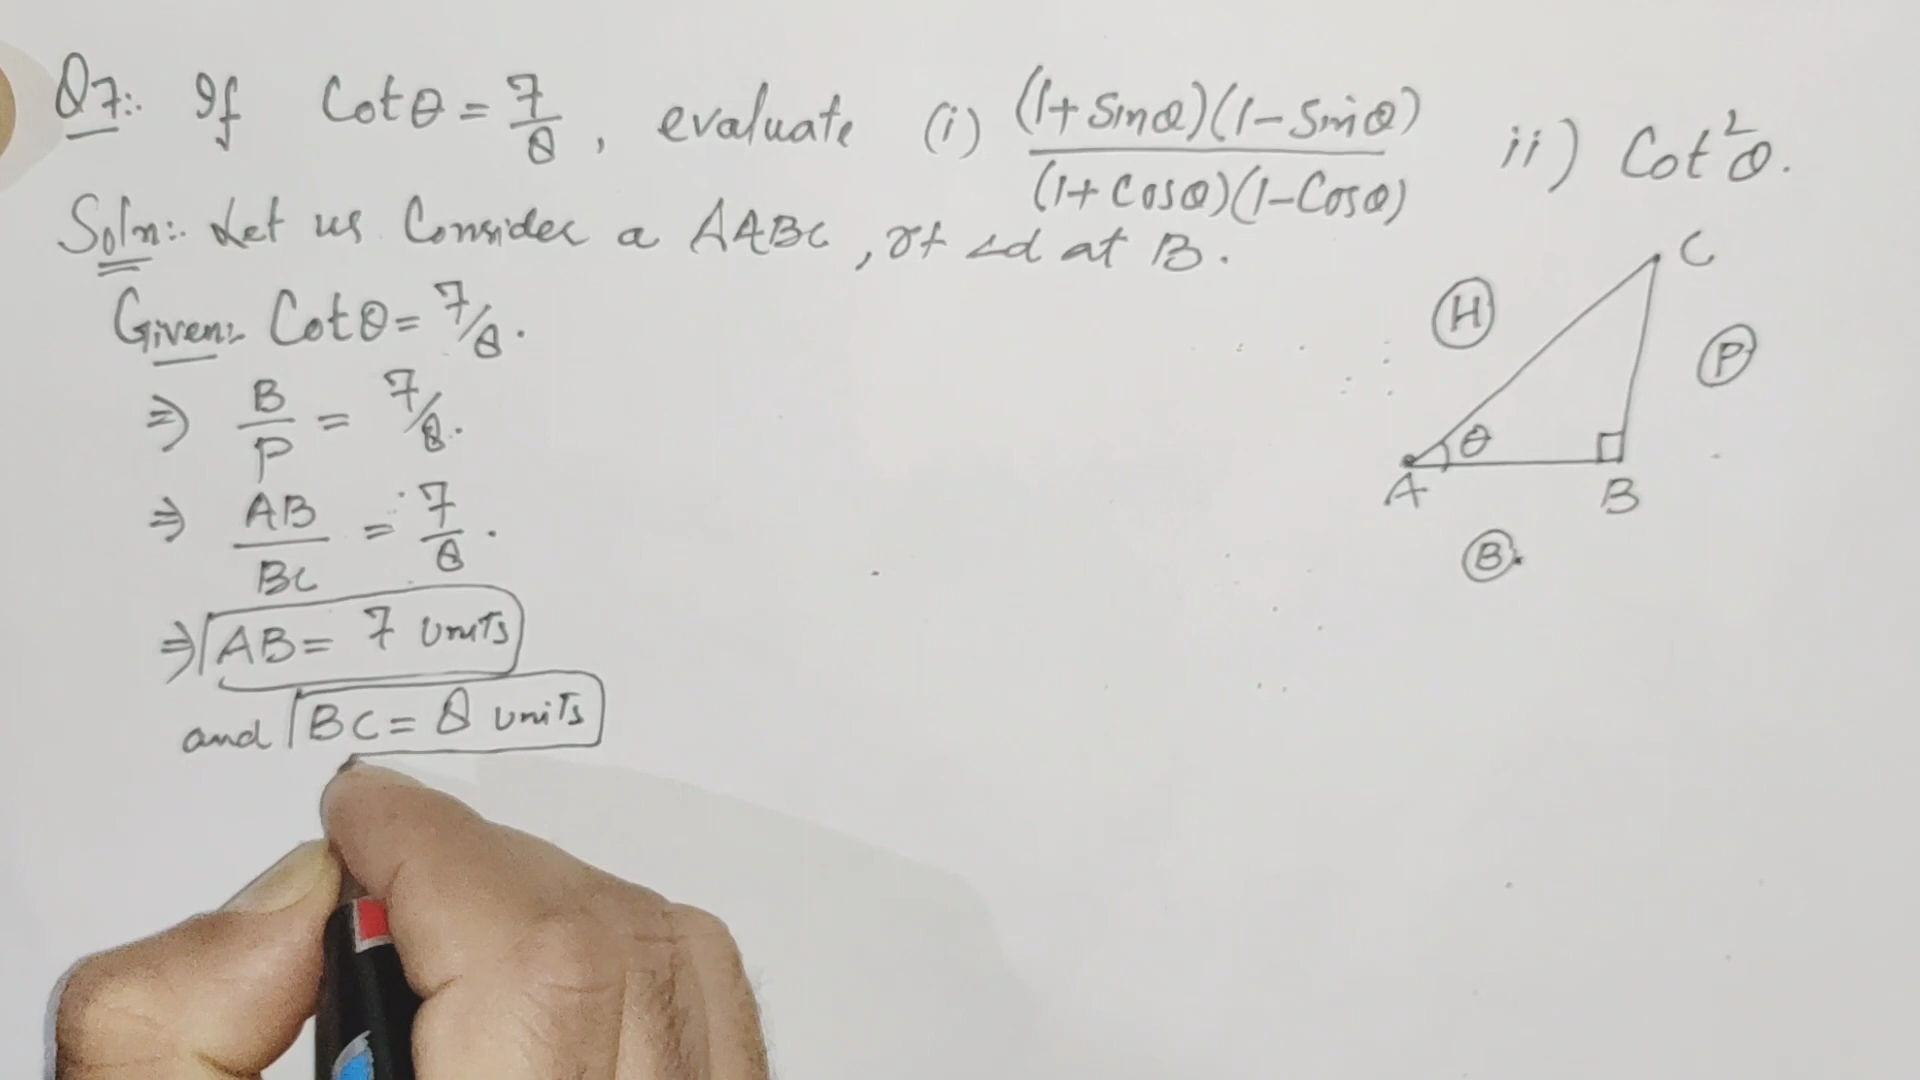 Q7:. If Cotθ = 7/8, evaluate (i) (1+Sinθ)(1-Sinθ)/(1+Cosθ)(1-Cosθ) ii) Cot²θ.
Soln:. Let us Consider a ΔABC, rt ∠d at B.
Given:- Cotθ = 7/8.
⇒ B/P = 7/8.
⇒ AB/BC = 7/8.
⇒ AB = 7 units
and BC = 8 units
C
H
P
θ
A B
B